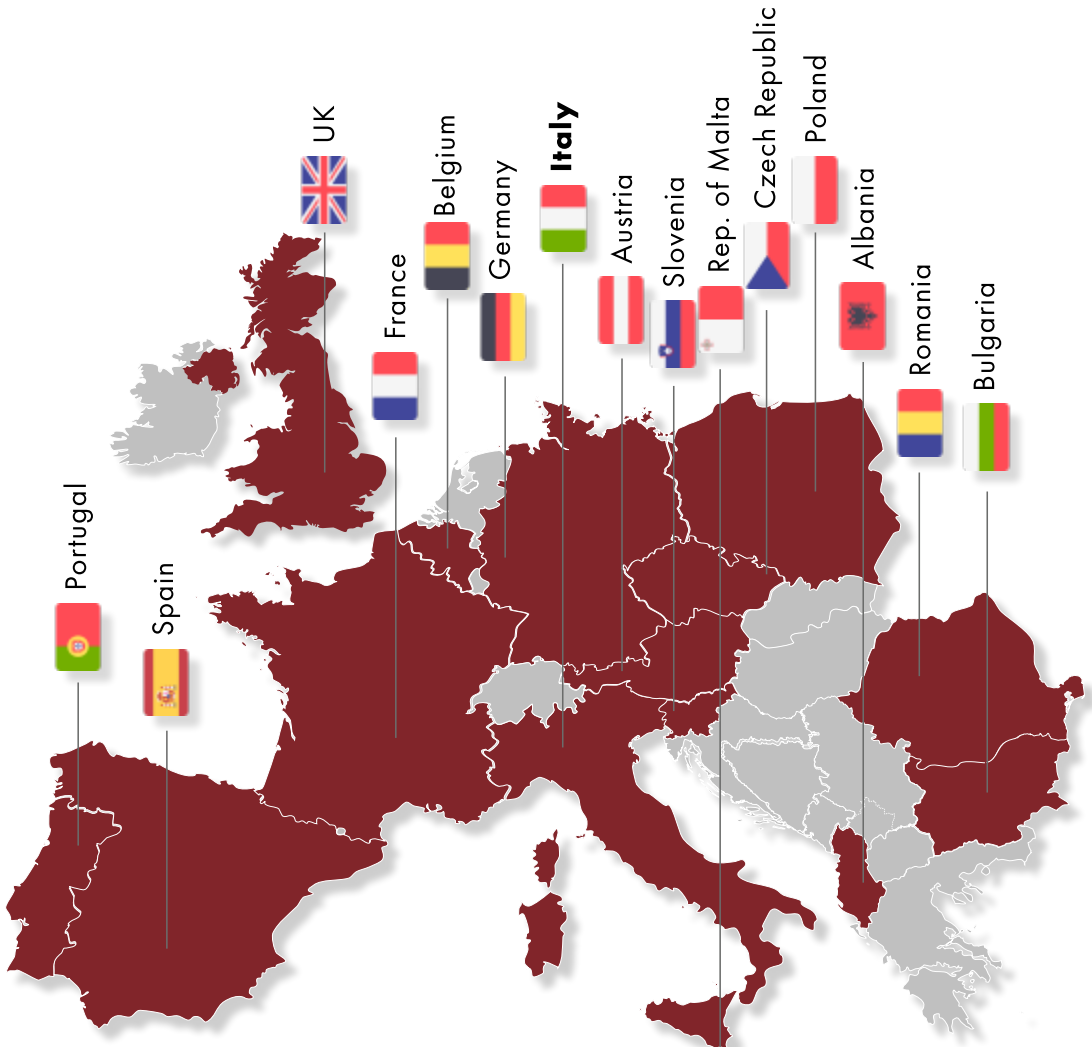 Portugal
Spain
UK
France
Belgium
Germany
Italy
Austria
Slovenia
Rep. of Malta
Czech Republic
Poland
Albania
Romania
Bulgaria